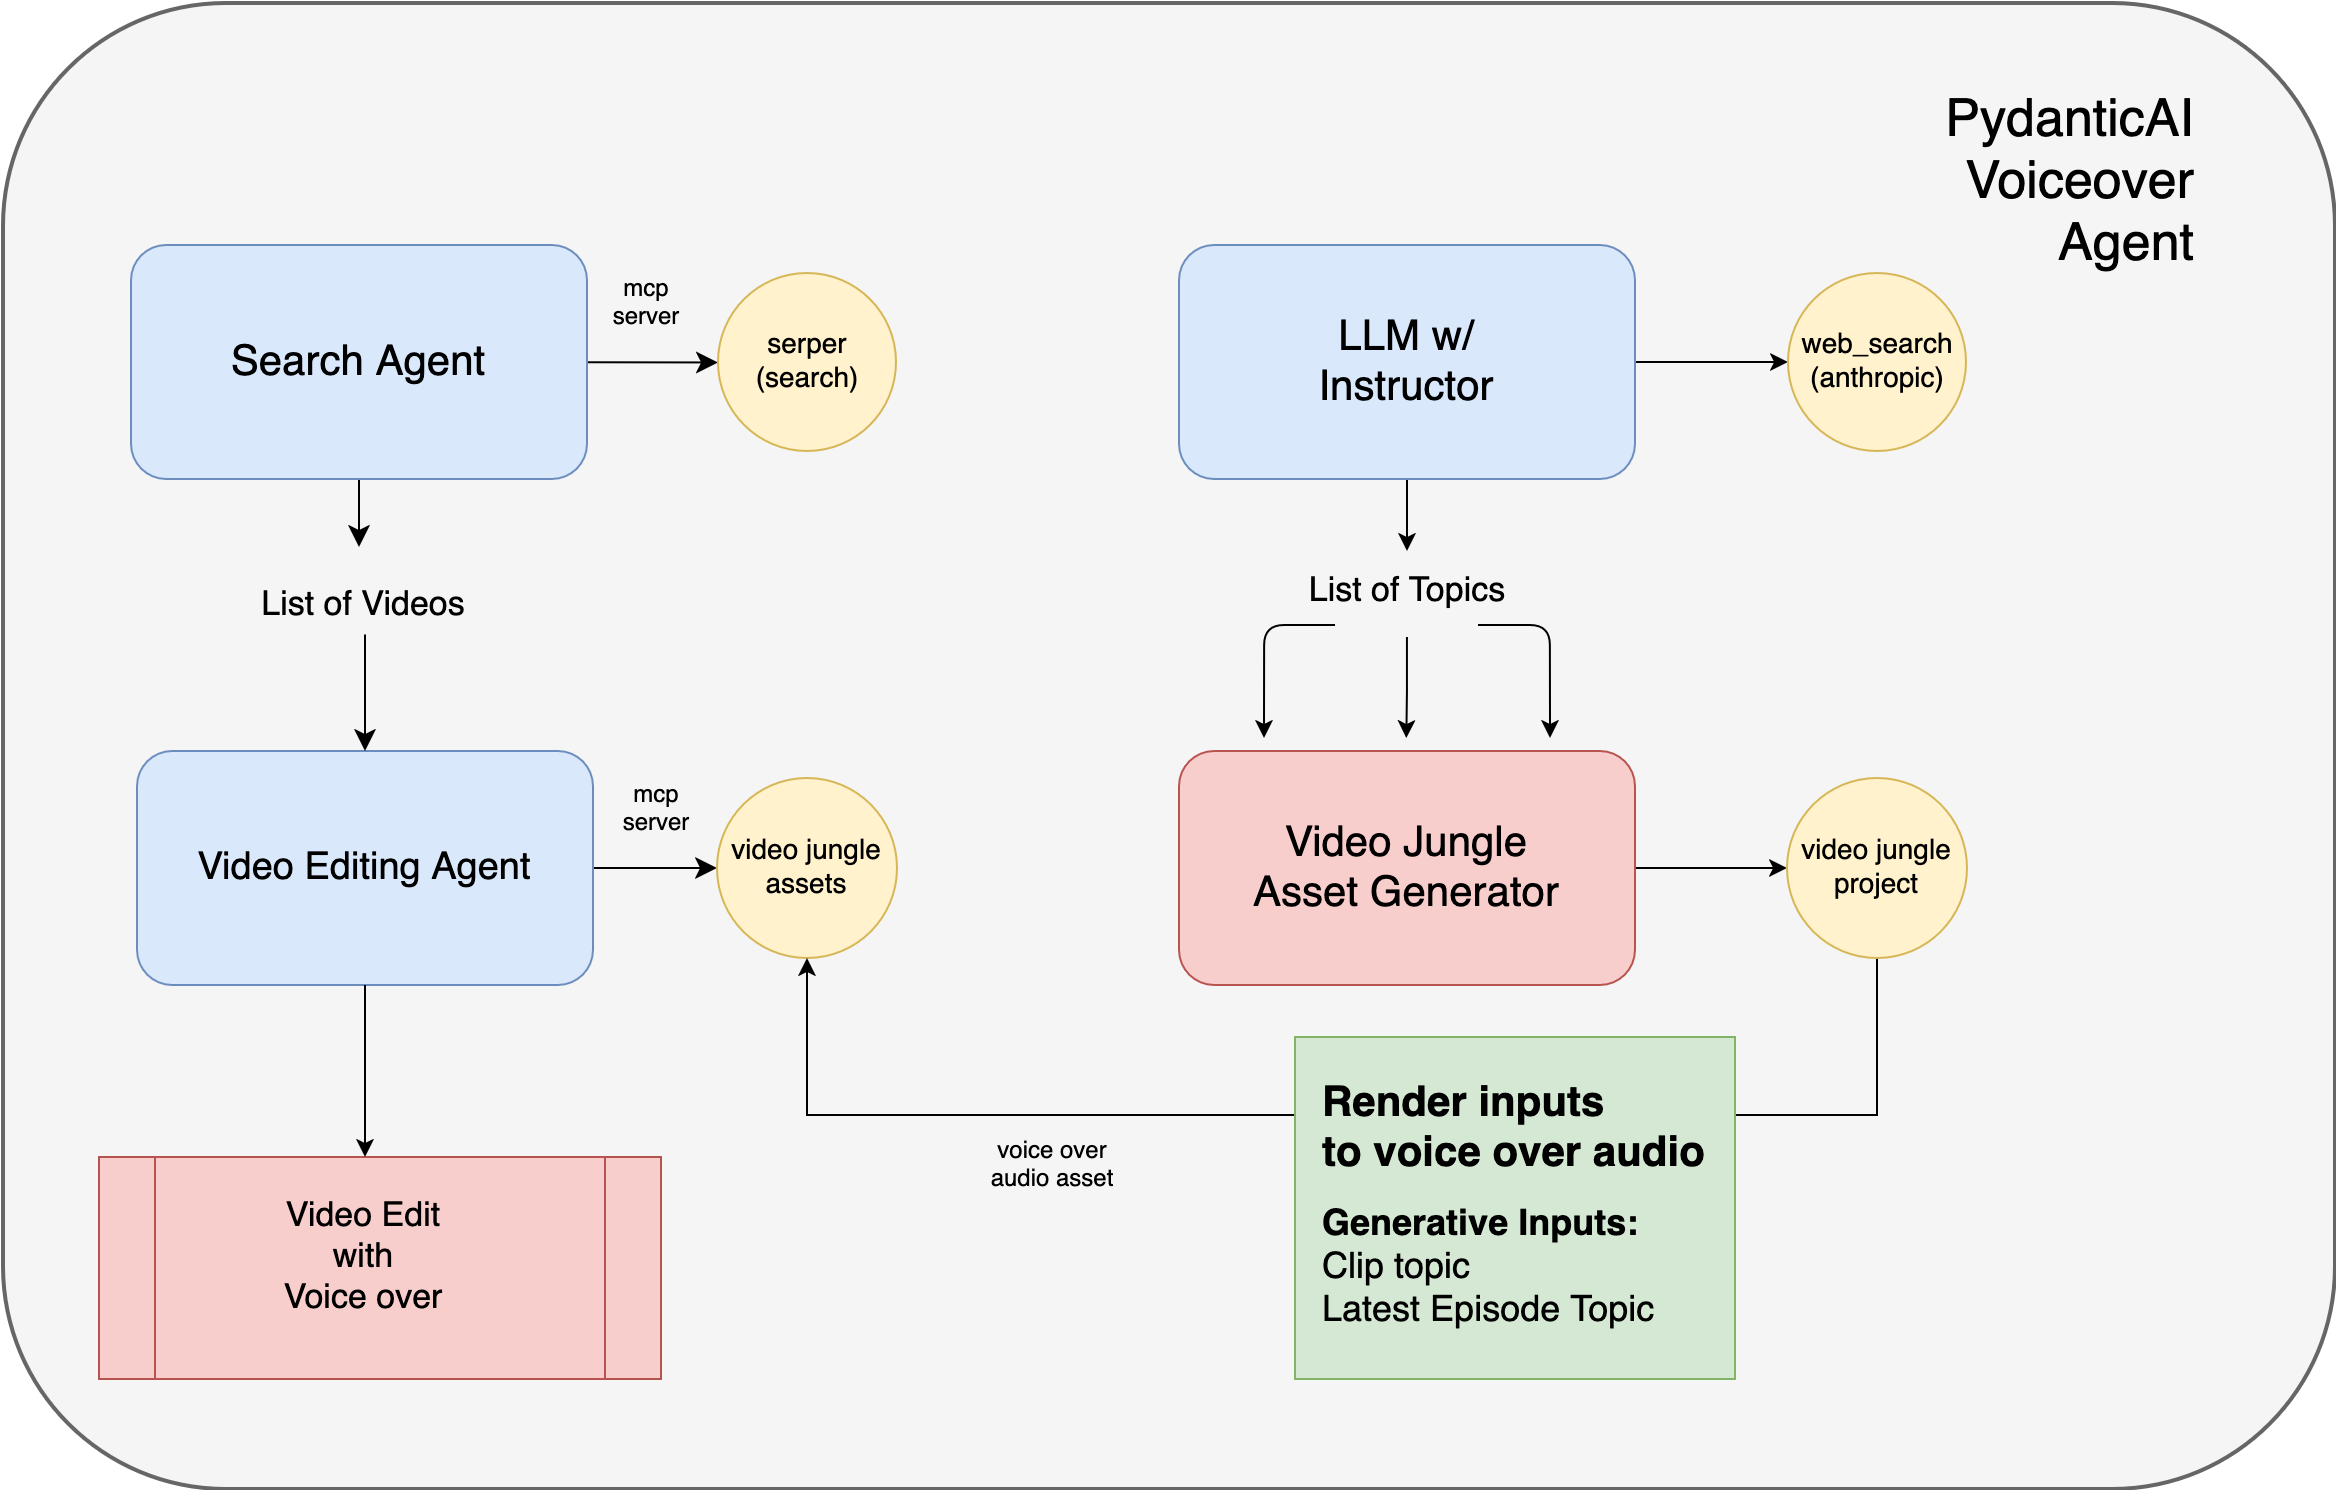 PydanticAI
Voiceover
Agent
Search Agent
mcp
server
serper
(search)
LLM w/
Instructor
web_search
(anthropic)
List of Videos
List of Topics
Video Editing Agent
mcp
server
video jungle
assets
Video Jungle
Asset Generator
video jungle
project
Render inputs
to voice over audio
Generative Inputs:
Clip topic
Latest Episode Topic
voice over
audio asset
Video Edit
with
Voice over